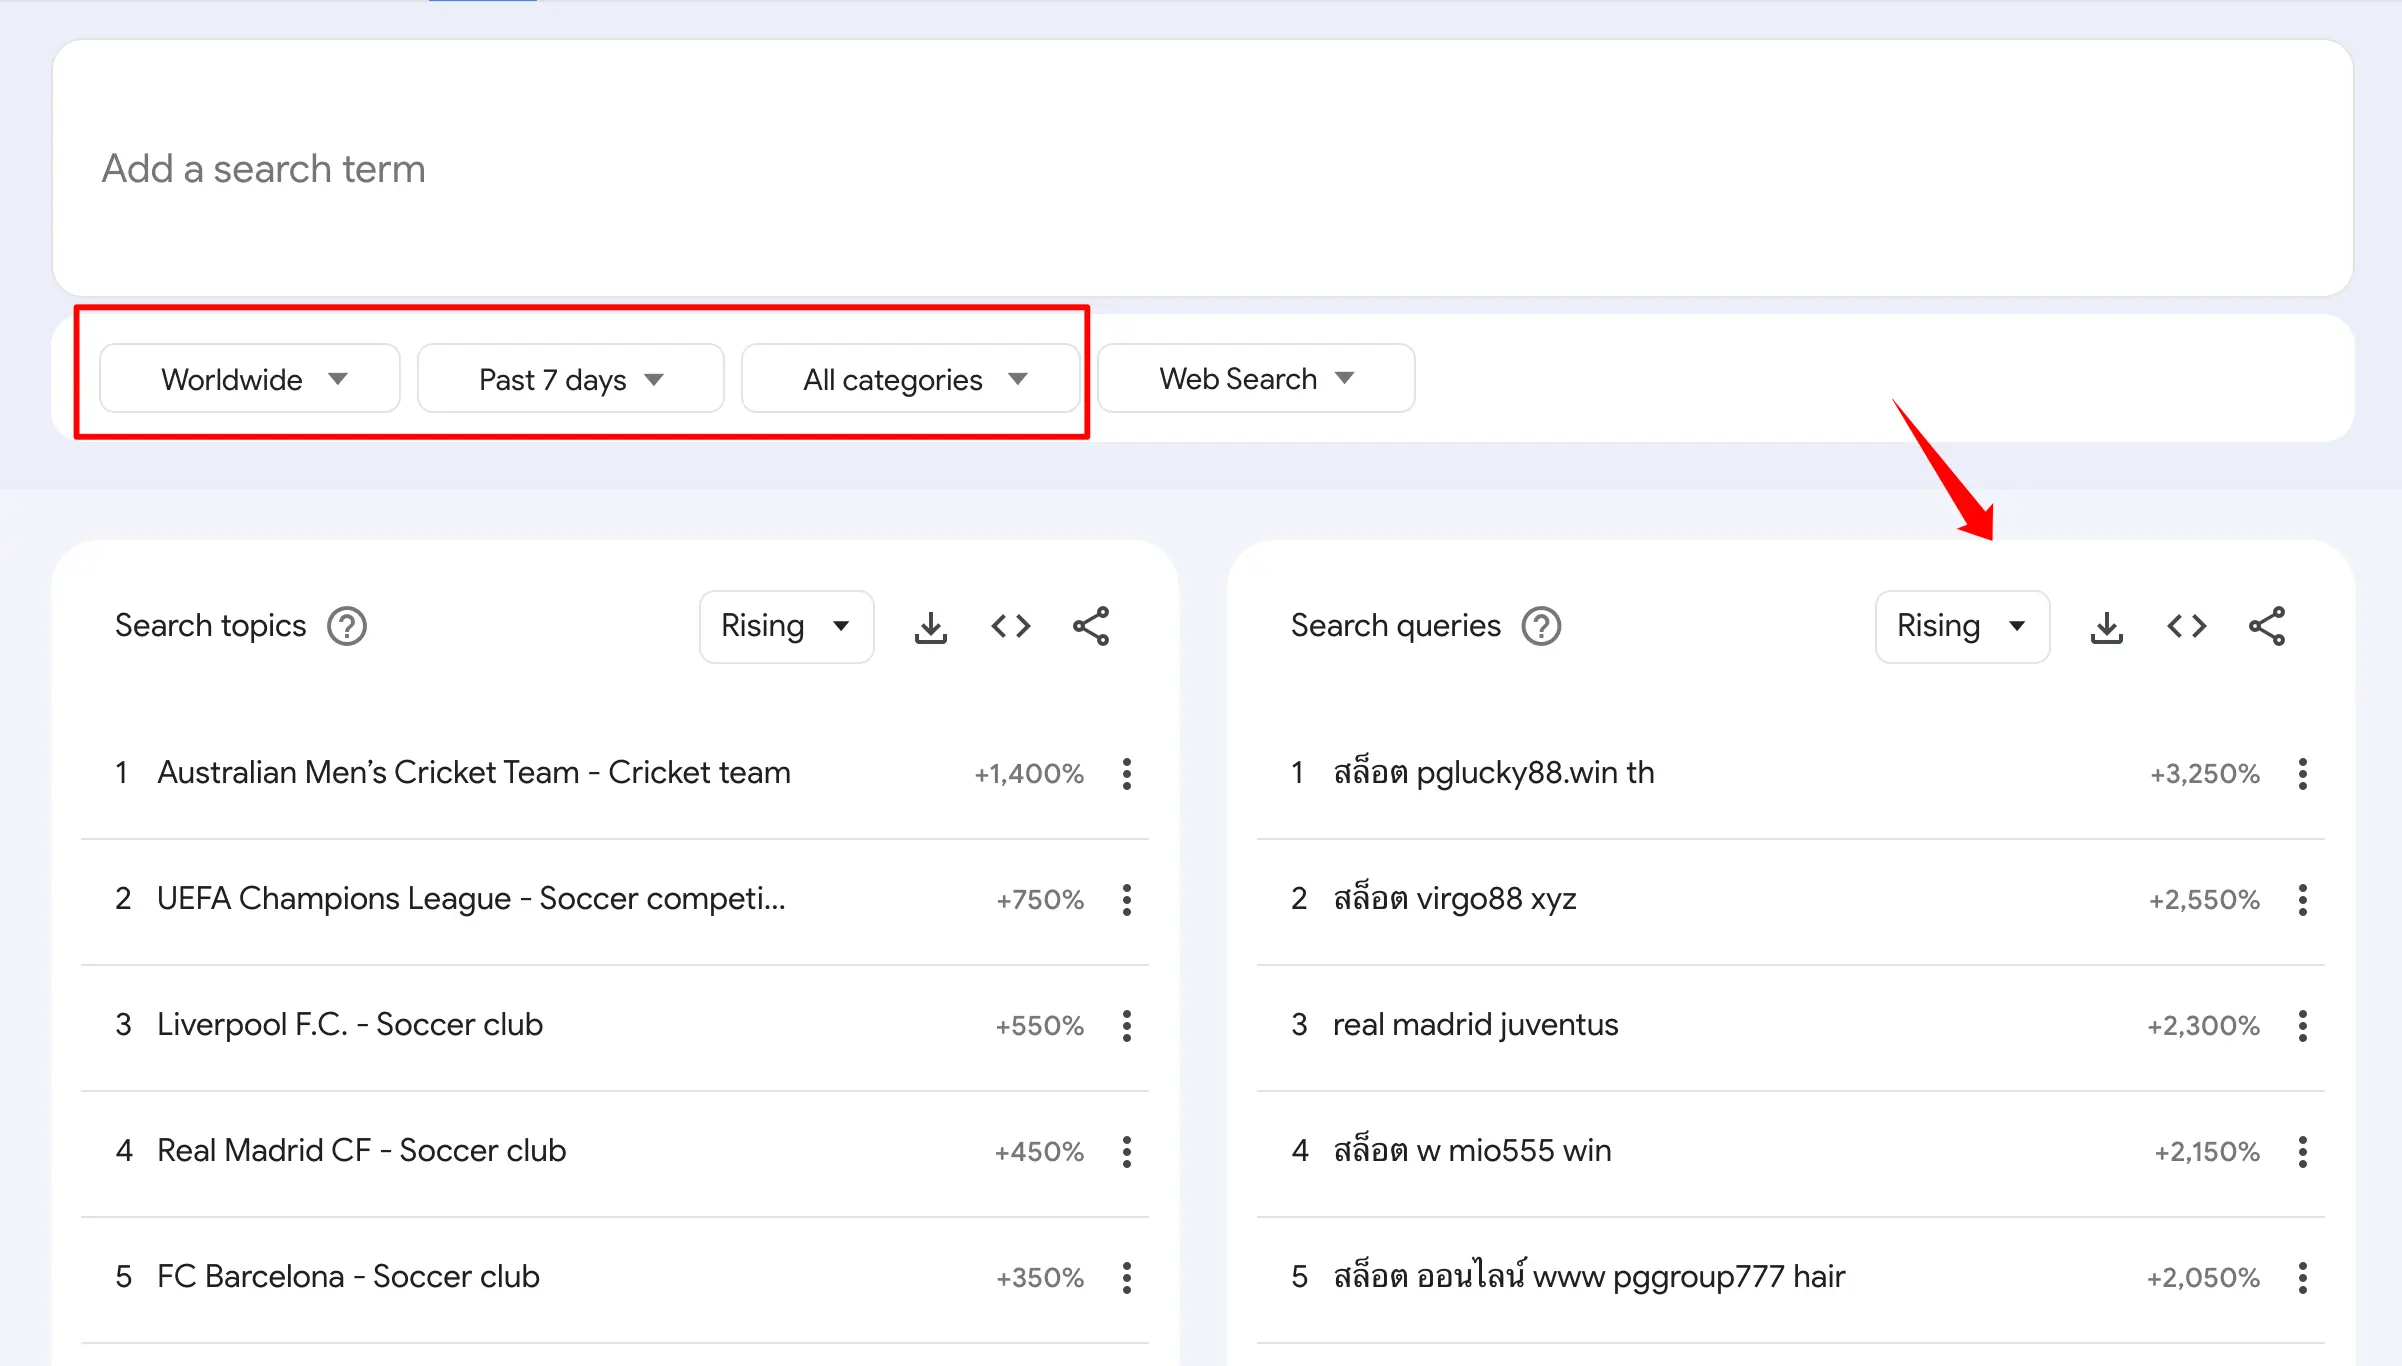 Add a search term
Worldwide Past 7 days All categories Web Search
Search topics Rising
1 Australian Men’s Cricket Team - Cricket team +1,400%
2 UEFA Champions League - Soccer competi... +750%
3 Liverpool F.C. - Soccer club +550%
4 Real Madrid CF - Soccer club +450%
5 FC Barcelona - Soccer club +350%
Search queries Rising
1 สล็อต pglucky88.win th +3,250%
2 สล็อต virgo88 xyz +2,550%
3 real madrid juventus +2,300%
4 สล็อต w mio555 win +2,150%
5 สล็อต ออนไลน์ www pggroup777 hair +2,050%